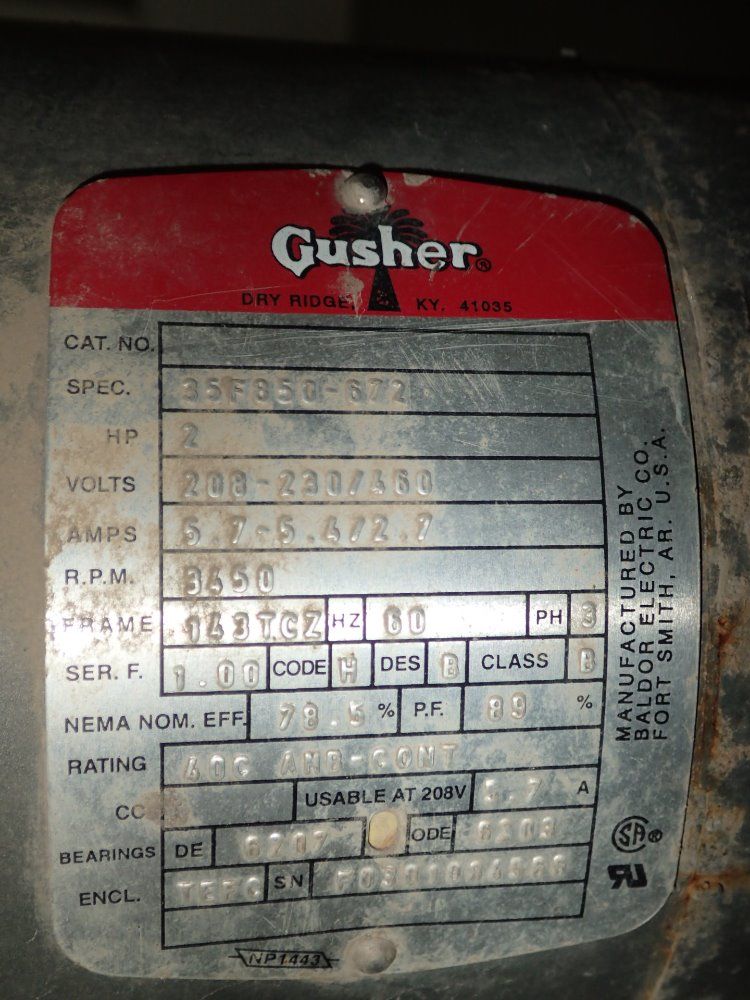 Gusher®
DRY RIDGE, KY. 41035
CAT. NO.
SPEC. 35F850-672
HP 2
VOLTS 208-230/460
AMPS 5.7-5.4/2.7
R.P.M. 3450
FRAME 143TCZ HZ 60 PH 3
SER. F. 1.00 CODE H DES B CLASS B
NEMA NOM. EFF. 78.5 % P.F. 89 %
RATING 40C AMB-CONT
CC USABLE AT 208V 5.7 A
BEARINGS DE ODE
ENCL. TEFC SN
NP1443
MANUFACTURED BY
BALDOR ELECTRIC CO.
FORT SMITH, AR. U.S.A.
SA®